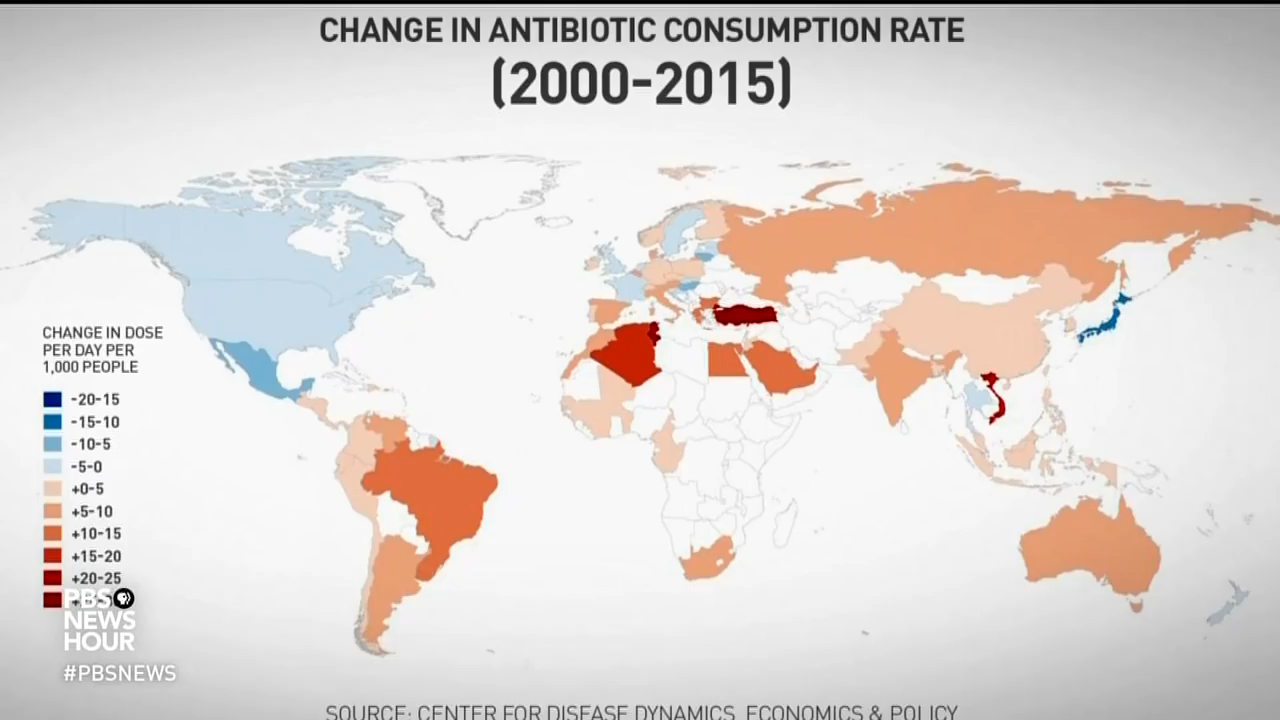 CHANGE IN ANTIBIOTIC CONSUMPTION RATE
(2000-2015)
CHANGE IN DOSE
PER DAY PER
1,000 PEOPLE
-20-15
-15-10
-10-5
-5-0
+0-5
+5-10
+10-15
+15-20
+20-25
PBS
NEWS
HOUR
#PBSNEWS
SOURCE: CENTER FOR DISEASE DYNAMICS, ECONOMICS & POLICY